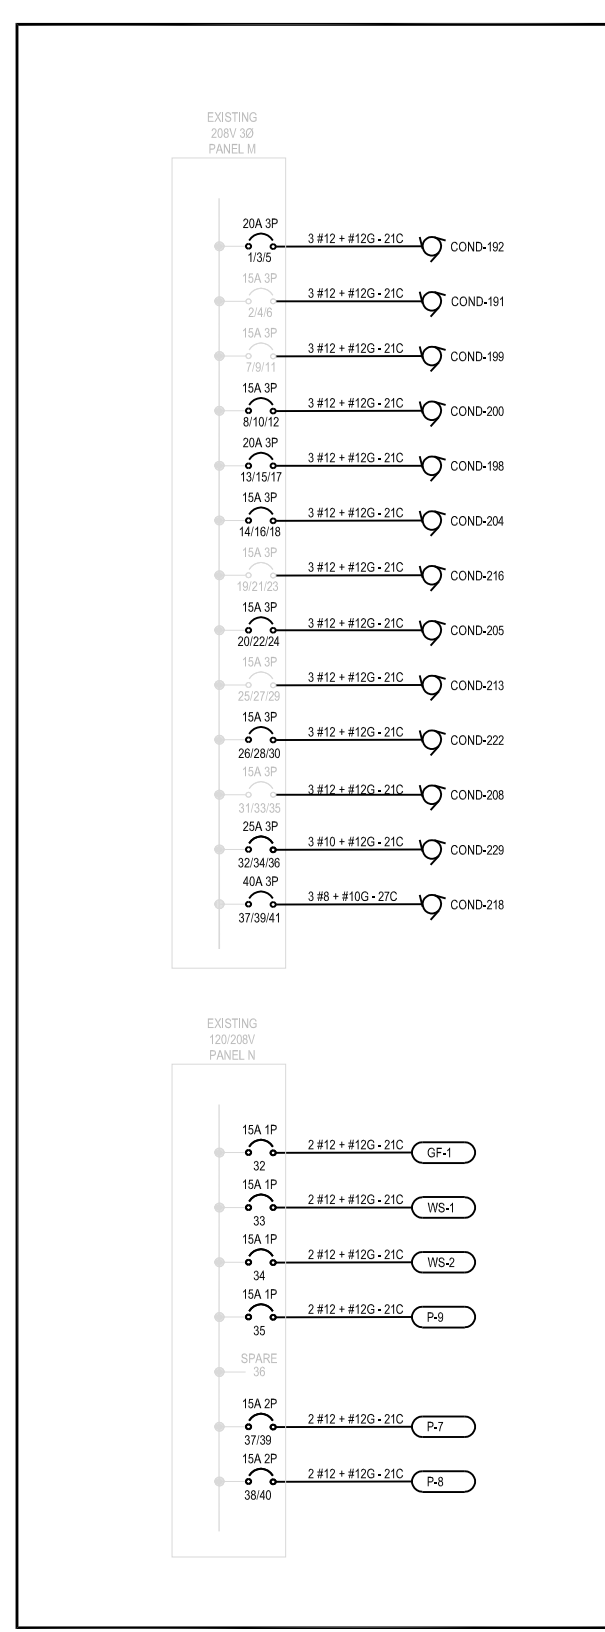 EXISTING
208V 3Ø
PANEL M
20A 3P
3 #12 + #12G - 21C
COND-192
1/3/5
15A 3P
3 #12 + #12G - 21C
COND-191
2/4/6
15A 3P
3 #12 + #12G - 21C
COND-199
7/9/11
15A 3P
3 #12 + #12G - 21C
COND-200
8/10/12
20A 3P
3 #12 + #12G - 21C
COND-198
13/15/17
15A 3P
3 #12 + #12G - 21C
COND-204
14/16/18
15A 3P
3 #12 + #12G - 21C
COND-216
19/21/23
15A 3P
3 #12 + #12G - 21C
COND-205
20/22/24
15A 3P
3 #12 + #12G - 21C
COND-213
25/27/29
15A 3P
3 #12 + #12G - 21C
COND-222
26/28/30
15A 3P
3 #12 + #12G - 21C
COND-208
31/33/35
25A 3P
3 #10 + #12G - 21C
COND-229
32/34/36
40A 3P
3 #8 + #10G - 27C
COND-218
37/39/41
EXISTING
120/208V
PANEL N
15A 1P
2 #12 + #12G - 21C
GF-1
32
15A 1P
2 #12 + #12G - 21C
WS-1
33
15A 1P
2 #12 + #12G - 21C
WS-2
34
15A 1P
2 #12 + #12G - 21C
P-9
35
SPARE
36
15A 2P
2 #12 + #12G - 21C
P-7
37/39
15A 2P
2 #12 + #12G - 21C
P-8
38/40